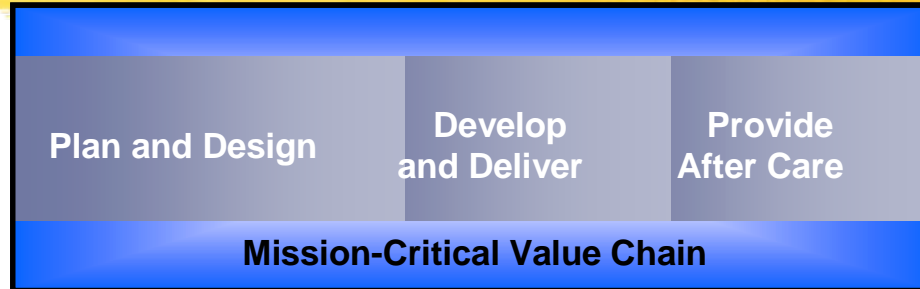 Plan and Design
Develop
and Deliver
Provide
After Care
Mission-Critical Value Chain